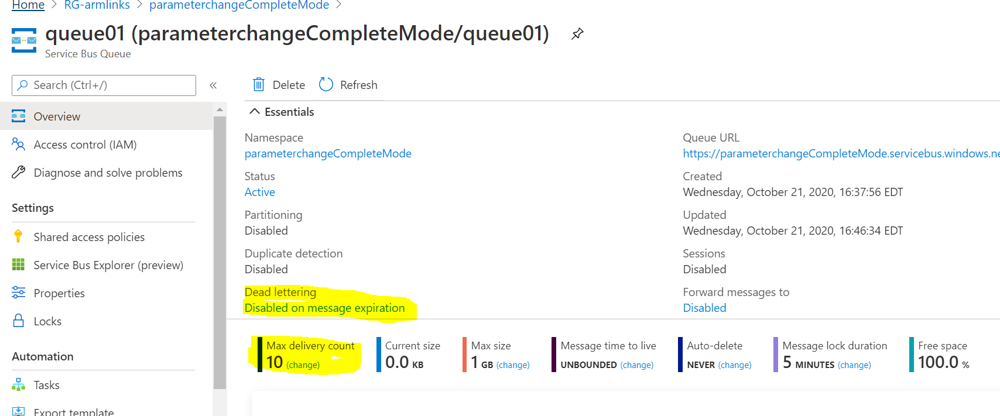 Home > RG-armlinks > parameterchangeCompleteMode >
queue01 (parameterchangeCompleteMode/queue01)
Service Bus Queue
Search (Ctrl+/)
«
Delete
Refresh
Overview
Access control (IAM)
Diagnose and solve problems
Settings
Shared access policies
Service Bus Explorer (preview)
Properties
Locks
Automation
Tasks
Export template
Essentials
Namespace
parameterchangeCompleteMode
Status
Active
Partitioning
Disabled
Duplicate detection
Disabled
Dead lettering
Disabled on message expiration
Queue URL
https://parameterchangeCompleteMode.servicebus.windows.ne
Created
Wednesday, October 21, 2020, 16:37:56 EDT
Updated
Wednesday, October 21, 2020, 16:46:34 EDT
Sessions
Disabled
Forward messages to
Disabled
Max delivery count
10 (change)
Current size
0.0 KB
Max size
1 GB (change)
Message time to live
UNBOUNDED (change)
Auto-delete
NEVER (change)
Message lock duration
5 MINUTES (change)
Free space
100.0 %